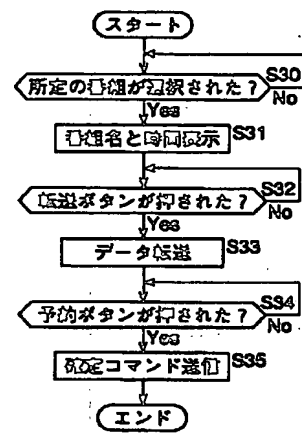 スタート
所定の番組が選択された? S30
No
Yes
番組名と時間表示 S31
転送ボタンが押された? S32
No
Yes
データ転送 S33
予約ボタンが押された? S34
No
Yes
コマンド送信 S35
エンド